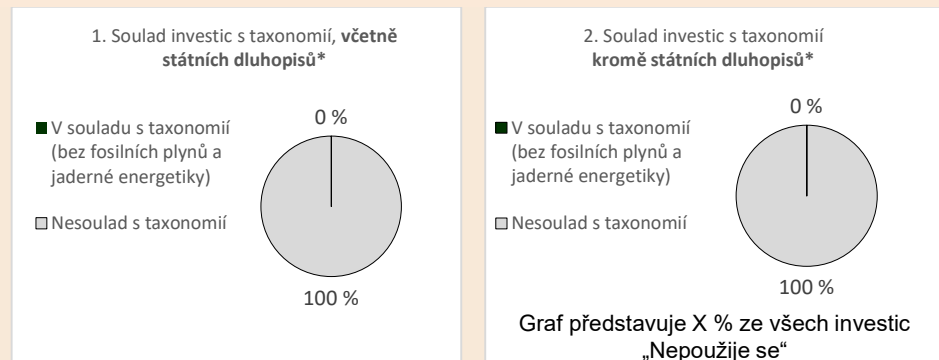 1. Soulad investic s taxonomií, včetně
státních dluhopisů*
V souladu s taxonomií
(bez fosilních plynů a
jaderné energetiky)
Nesoulad s taxonomií
0 %
100 %
2. Soulad investic s taxonomií
kromě státních dluhopisů*
V souladu s taxonomií
(bez fosilních plynů a
jaderné energetiky)
Nesoulad s taxonomií
0 %
100 %
Graf představuje X % ze všech investic
„Nepoužije se“